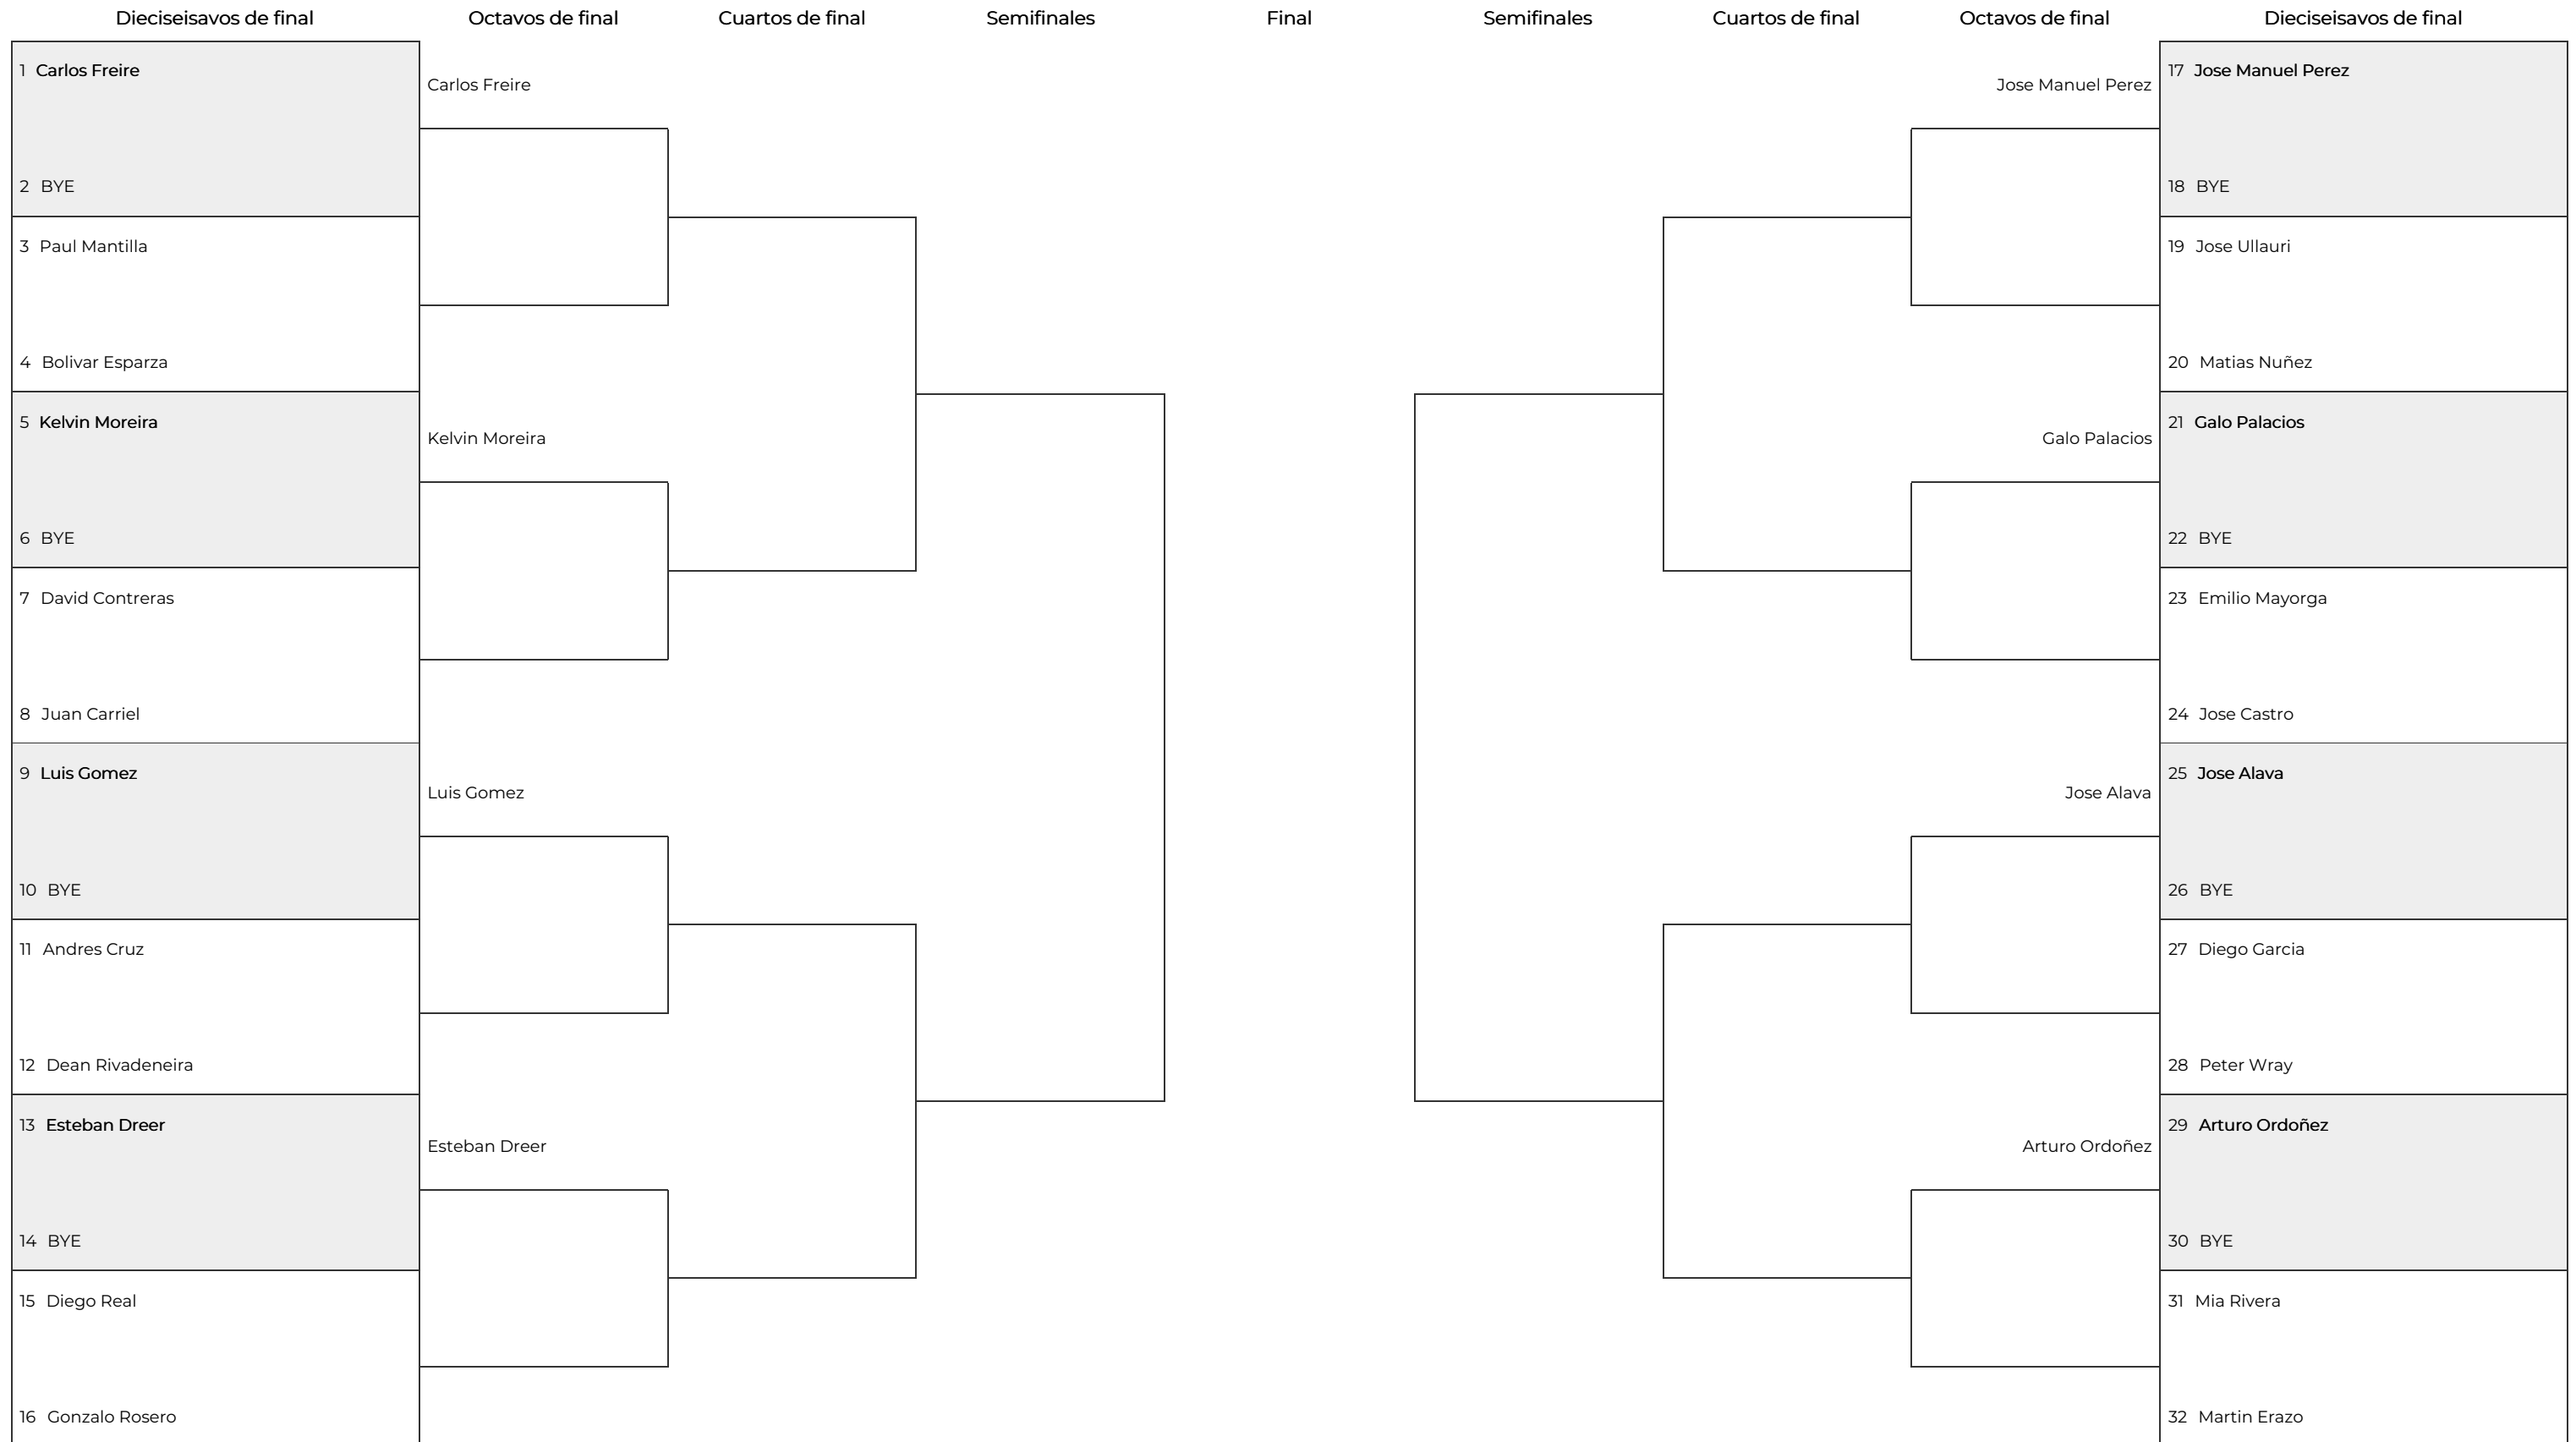 Dieciseisavos de final
Octavos de final
Cuartos de final
Semifinales
Final
Semifinales
Cuartos de final
Octavos de final
Dieciseisavos de final
1 Carlos Freire
2 BYE
3 Paul Mantilla
4 Bolivar Esparza
5 Kelvin Moreira
6 BYE
7 David Contreras
8 Juan Carriel
9 Luis Gomez
10 BYE
11 Andres Cruz
12 Dean Rivadeneira
13 Esteban Dreer
14 BYE
15 Diego Real
16 Gonzalo Rosero
Carlos Freire
Kelvin Moreira
Luis Gomez
Esteban Dreer
Jose Manuel Perez
Galo Palacios
Jose Alava
Arturo Ordoñez
17 Jose Manuel Perez
18 BYE
19 Jose Ullauri
20 Matias Nuñez
21 Galo Palacios
22 BYE
23 Emilio Mayorga
24 Jose Castro
25 Jose Alava
26 BYE
27 Diego Garcia
28 Peter Wray
29 Arturo Ordoñez
30 BYE
31 Mia Rivera
32 Martin Erazo